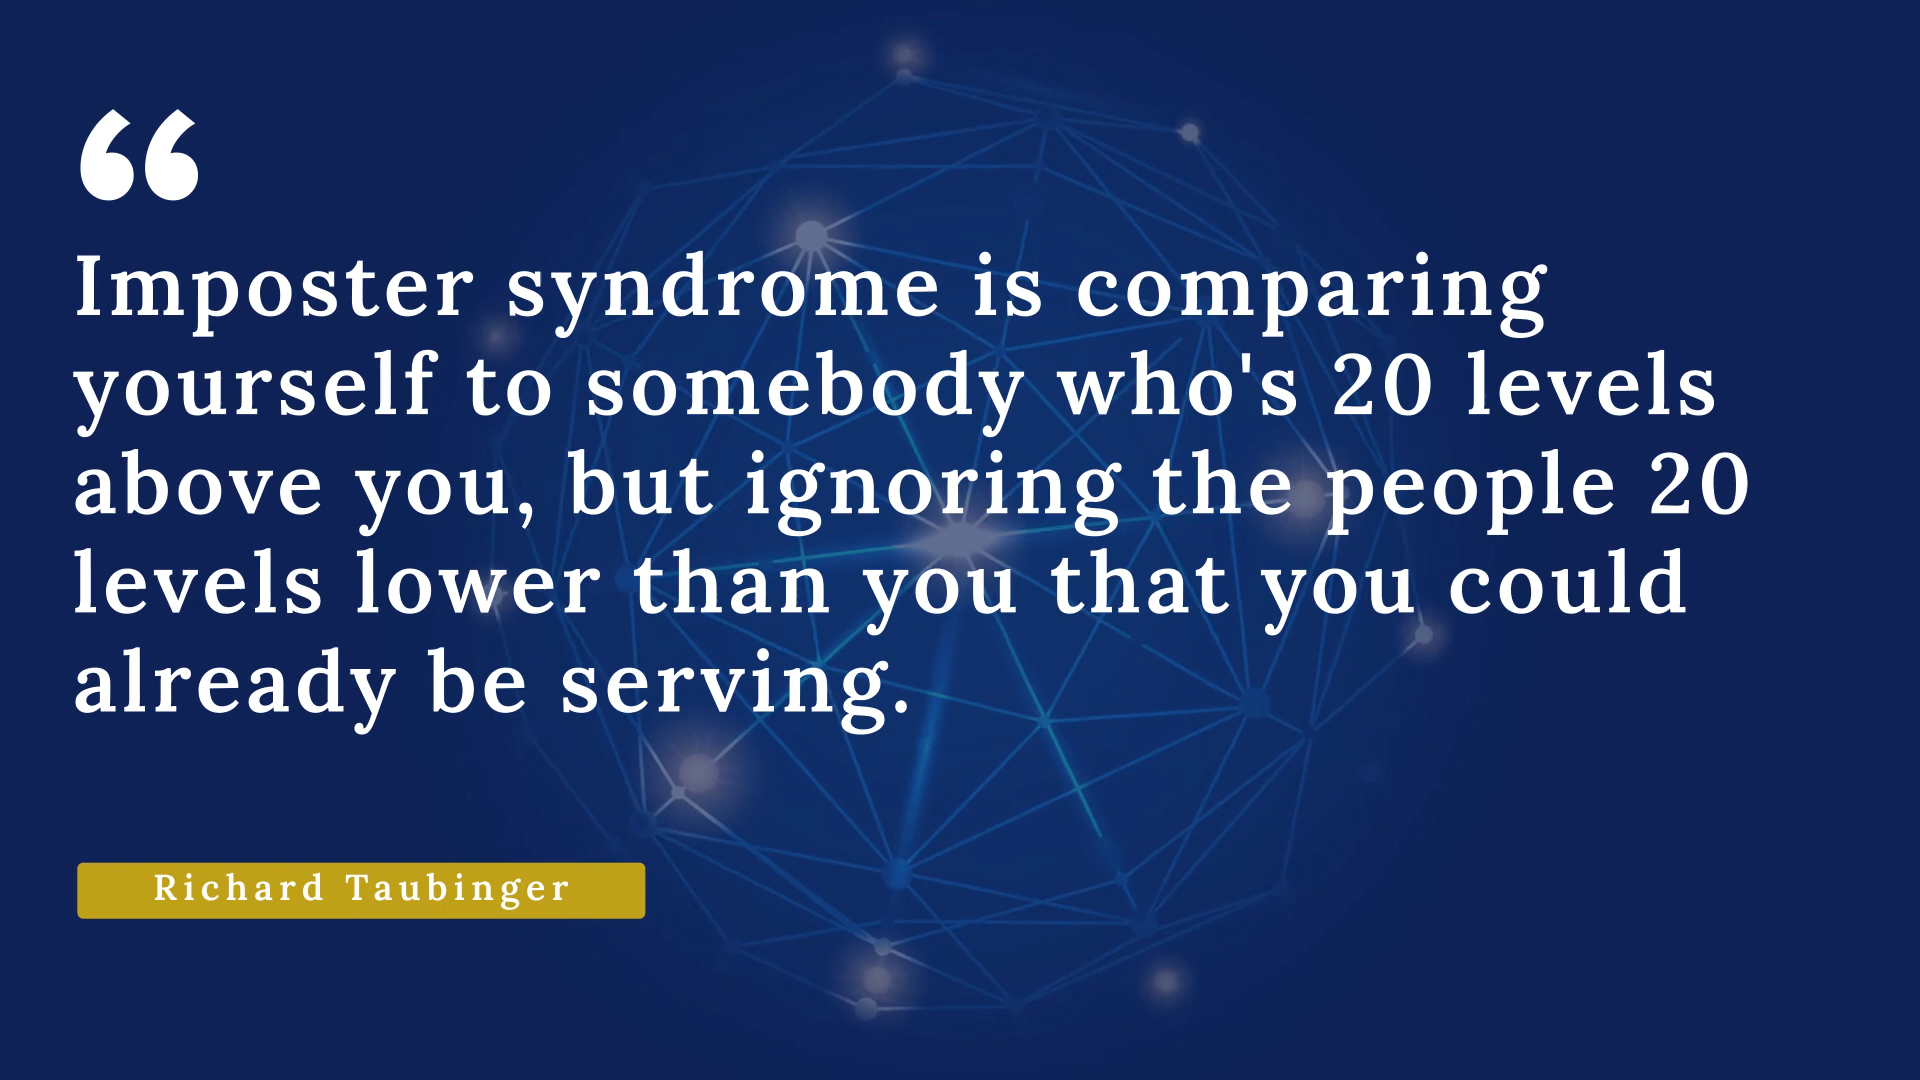 “
Imposter syndrome is comparing
yourself to somebody who's 20 levels
above you, but ignoring the people 20
levels lower than you that you could
already be serving.
Richard Taubinger